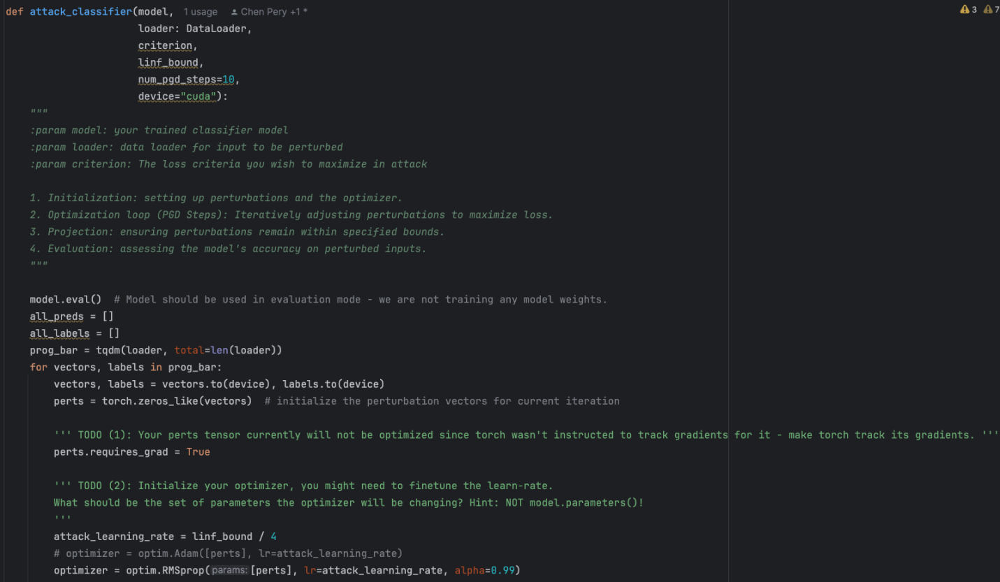 def attack_classifier(model, 1 usage Chen Pery +1 *
3 7
loader: DataLoader,
criterion,
linf_bound,
num_pgd_steps=10,
device="cuda"):
"""
:param model: your trained classifier model
:param loader: data loader for input to be perturbed
:param criterion: The loss criteria you wish to maximize in attack
1. Initialization: setting up perturbations and the optimizer.
2. Optimization loop (PGD Steps): Iteratively adjusting perturbations to maximize loss.
3. Projection: ensuring perturbations remain within specified bounds.
4. Evaluation: assessing the model's accuracy on perturbed inputs.
"""
model.eval()  # Model should be used in evaluation mode - we are not training any model weights.
all_preds = []
all_labels = []
prog_bar = tqdm(loader, total=len(loader))
for vectors, labels in prog_bar:
vectors, labels = vectors.to(device), labels.to(device)
perts = torch.zeros_like(vectors)  # initialize the perturbation vectors for current iteration
''' TODO (1): Your perts tensor currently will not be optimized since torch wasn't instructed to track gradients for it - make torch track its gradients. '''
perts.requires_grad = True
''' TODO (2): Initialize your optimizer, you might need to finetune the learn-rate.
What should be the set of parameters the optimizer will be changing? Hint: NOT model.parameters()!
'''
attack_learning_rate = linf_bound / 4
# optimizer = optim.Adam([perts], lr=attack_learning_rate)
optimizer = optim.RMSprop( params: [perts], lr=attack_learning_rate, alpha=0.99)